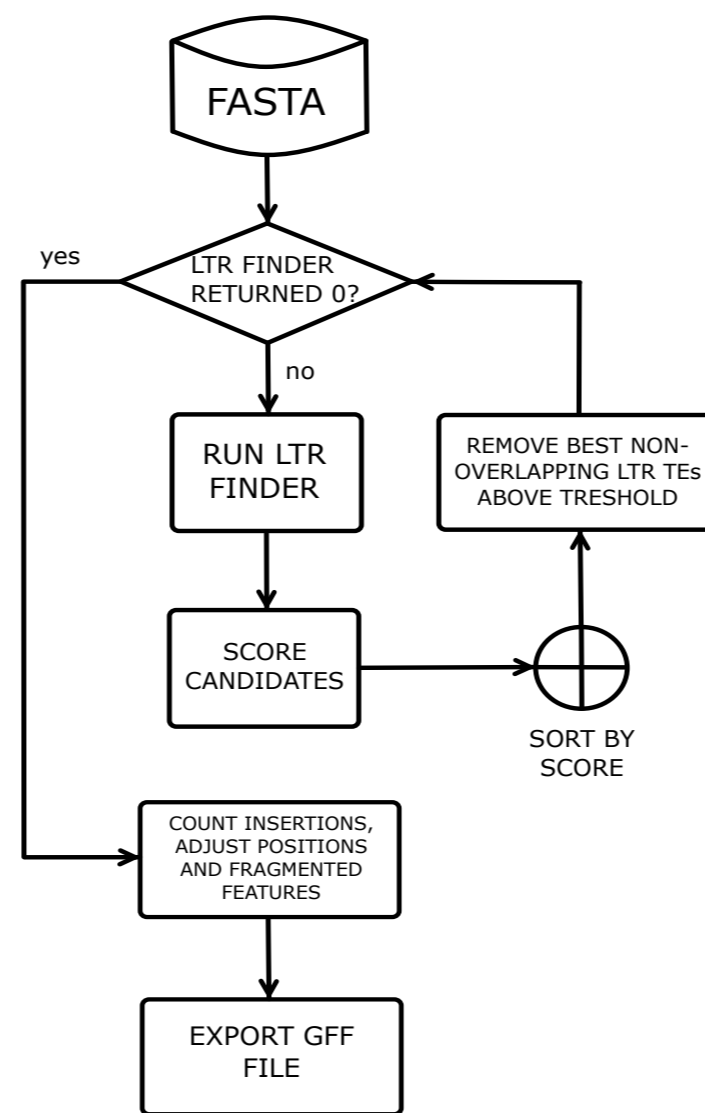 FASTA
yes
LTR FINDER
RETURNED 0?
no
RUN LTR
FINDER
REMOVE BEST NON-
OVERLAPPING LTR TEs
ABOVE TRESHOLD
SCORE
CANDIDATES
SORT BY
SCORE
COUNT INSERTIONS,
ADJUST POSITIONS
AND FRAGMENTED
FEATURES
EXPORT GFF
FILE